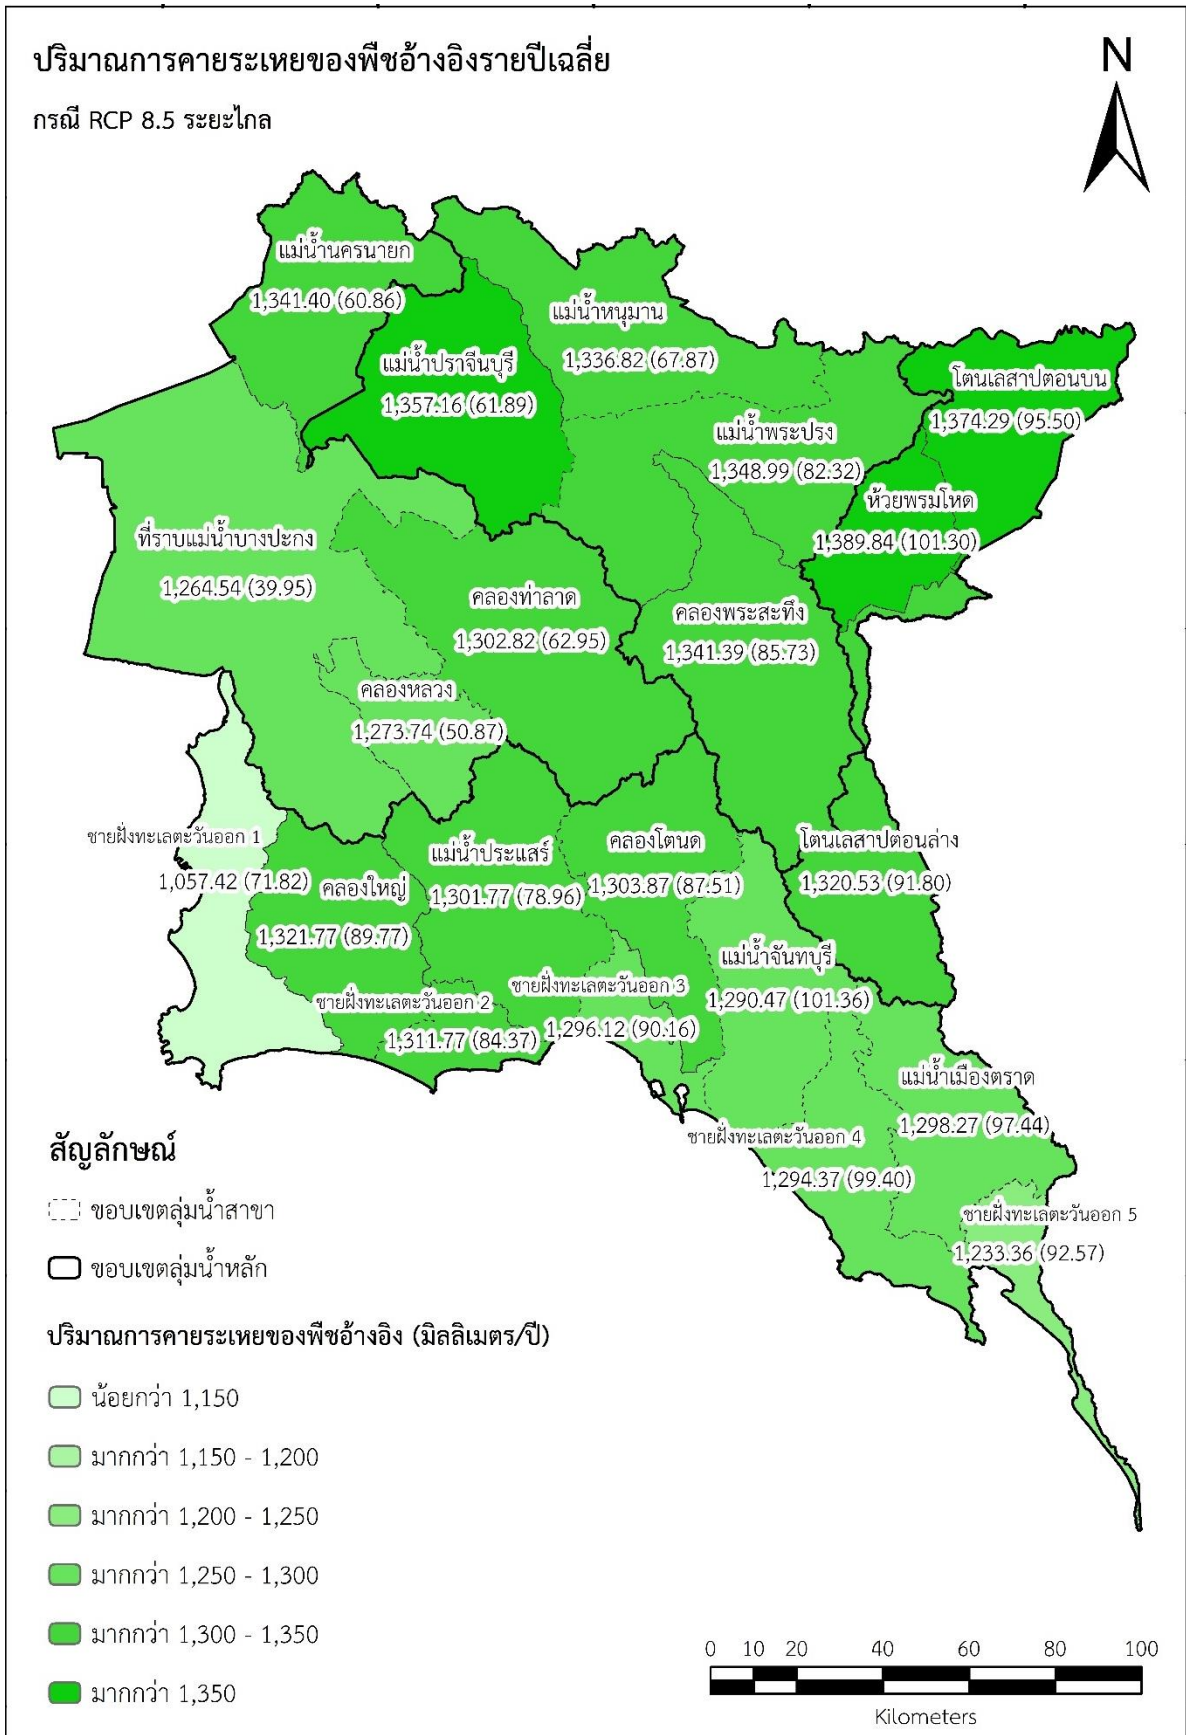 ปริมาณการคายระเหยของพืชอ้างอิงรายปีเฉลี่ย
N
กรณี RCP 8.5 ระยะไกล
แม่น้ำนครนายก
1,341.40 (60.86)
แม่น้ำหนุมาน
1,336.82 (67.87)
แม่น้ำปราจีนบุรี
1,357.16 (61.89)
โตนเลสาปตอนบน
1,374.29 (95.50)
แม่น้ำพระปรง
1,348.99 (82.32)
ห้วยพรมโหด
1,389.84 (101.30)
ที่ราบแม่น้ำบางปะกง
1,264.54 (39.95)
คลองท่าลาด
1,302.82 (62.95)
คลองพระสะทึง
1,341.39 (85.73)
คลองหลวง
1,273.74 (50.87)
ชายฝั่งทะเลตะวันออก 1
1,057.42 (71.82)
คลองใหญ่
1,321.77 (89.77)
แม่น้ำประแสร์
1,301.77 (78.96)
คลองโตนด
1,303.87 (87.51)
โตนเลสาปตอนล่าง
1,320.53 (91.80)
แม่น้ำจันทบุรี
1,290.47 (101.36)
ชายฝั่งทะเลตะวันออก 2
1,311.77 (84.37)
ชายฝั่งทะเลตะวันออก 3
1,296.12 (90.16)
แม่น้ำเมืองตราด
1,298.27 (97.44)
ชายฝั่งทะเลตะวันออก 4
1,294.37 (99.40)
ชายฝั่งทะเลตะวันออก 5
1,233.36 (92.57)
สัญลักษณ์
ขอบเขตลุ่มน้ำสาขา
ขอบเขตลุ่มน้ำหลัก
ปริมาณการคายระเหยของพืชอ้างอิง (มิลลิเมตร/ปี)
น้อยกว่า 1,150
มากกว่า 1,150 - 1,200
มากกว่า 1,200 - 1,250
มากกว่า 1,250 - 1,300
มากกว่า 1,300 - 1,350
มากกว่า 1,350
0 10 20 40 60 80 100
Kilometers